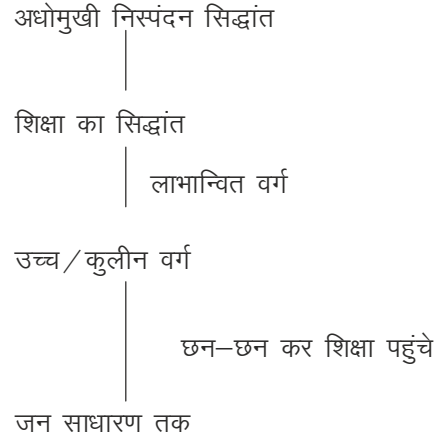 अधोमुखी निस्पंदन सिद्धांत
शिक्षा का सिद्धांत
लाभान्वित वर्ग
उच्च/कुलीन वर्ग
छन–छन कर शिक्षा पहुंचे
जन साधारण तक